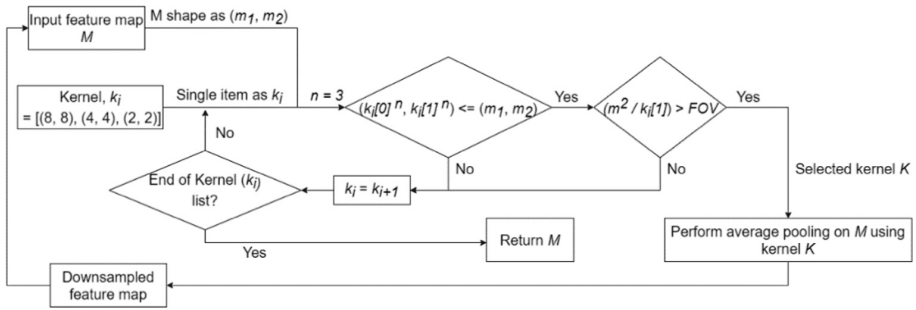 Input feature map
M
M shape as (m1, m2)
Kernel, ki
= [(8, 8), (4, 4), (2, 2)]
Single item as ki
n = 3
(ki[0] n, ki[1] n) <= (m1, m2)
Yes
(m2 / ki[1]) > FOV
Yes
No
No
No
Selected kernel K
End of Kernel (ki)
list?
ki = ki+1
Yes
Return M
Perform average pooling on M using
kernel K
Downsampled
feature map